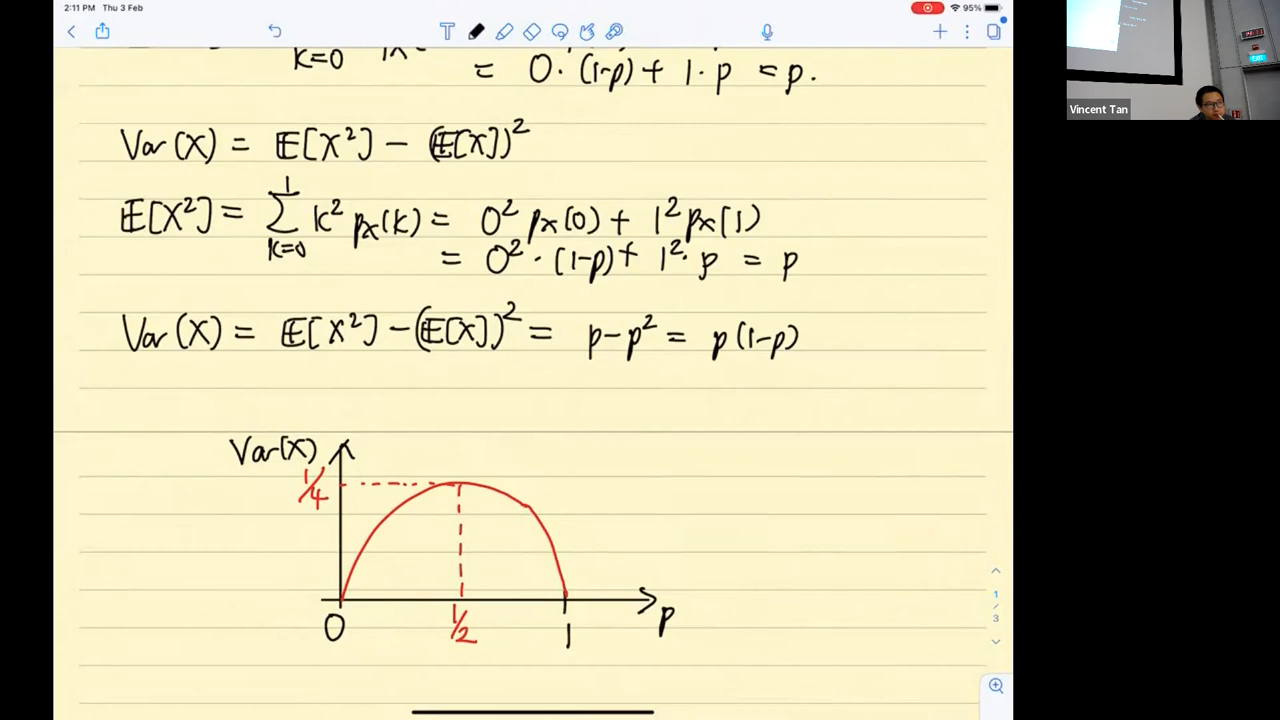 2:11 PM Thu 3 Feb
95%
K=0
= 0·(1-p) + 1·p = p.
Var(X) = 𝔼[X²] - (𝔼[X])²
𝔼[X²] = ∑_{k=0}^{1} k² p_X(k) = 0² p_X(0) + 1² p_X(1)
= 0²·(1-p) + 1²·p = p
Var(X) = 𝔼[X²] - (𝔼[X])² = p-p² = p(1-p)
Var(X)
1/4
0
1/2
1
p
1
/
3
Vincent Tan
EXIT